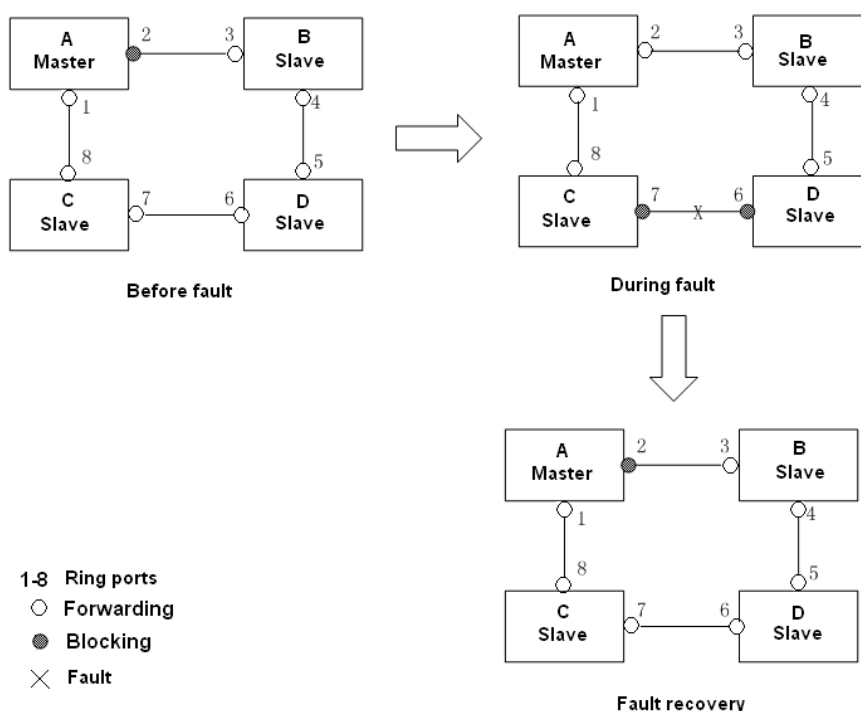 A
Master
2
3
B
Slave
1
4
8
5
C
Slave
7
6
D
Slave
Before fault
A
Master
2
3
B
Slave
1
4
8
5
C
Slave
7
X
6
D
Slave
During fault
A
Master
2
3
B
Slave
1
4
8
5
C
Slave
7
6
D
Slave
Fault recovery
1-8 Ring ports
Forwarding
Blocking
Fault